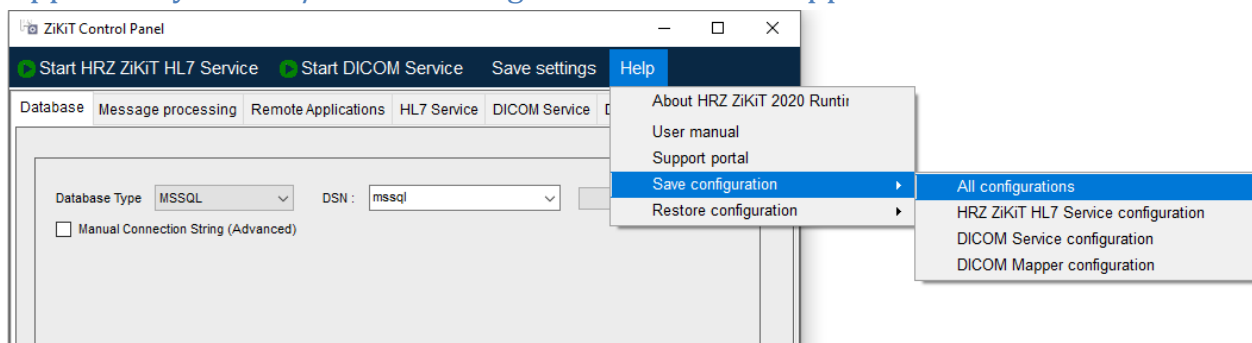 ZiKiT Control Panel
Start HRZ ZiKiT HL7 Service Start DICOM Service Save settings Help
Database Message processing Remote Applications HL7 Service DICOM Service
About HRZ ZiKiT 2020 Runtir
User manual
Support portal
Save configuration
Restore configuration
All configurations
HRZ ZiKiT HL7 Service configuration
DICOM Service configuration
DICOM Mapper configuration
Database Type MSSQL DSN : mssql
Manual Connection String (Advanced)